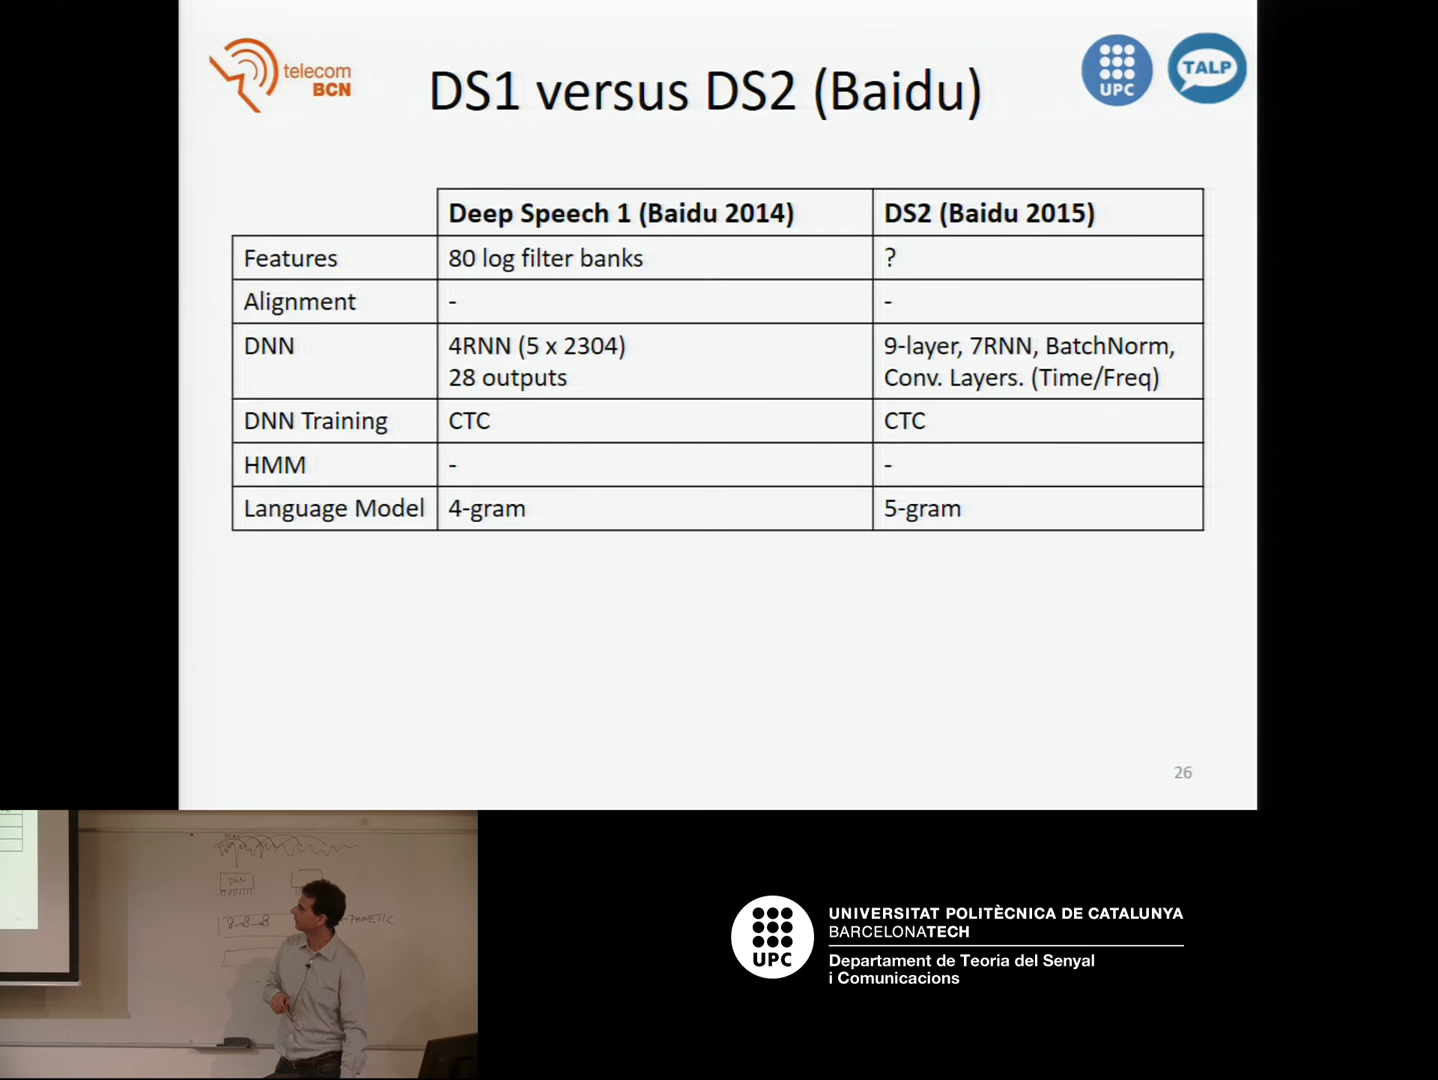 telecom
BCN
DS1 versus DS2 (Baidu)
UPC
TALP
Deep Speech 1 (Baidu 2014) DS2 (Baidu 2015)
Features 80 log filter banks ?
Alignment - -
DNN 4RNN (5 x 2304) 9-layer, 7RNN, BatchNorm,
28 outputs Conv. Layers. (Time/Freq)
DNN Training CTC CTC
HMM - -
Language Model 4-gram 5-gram
26
DNN
PHONETIC
UPC
UNIVERSITAT POLITÈCNICA DE CATALUNYA
BARCELONATECH
Departament de Teoria del Senyal
i Comunicacions